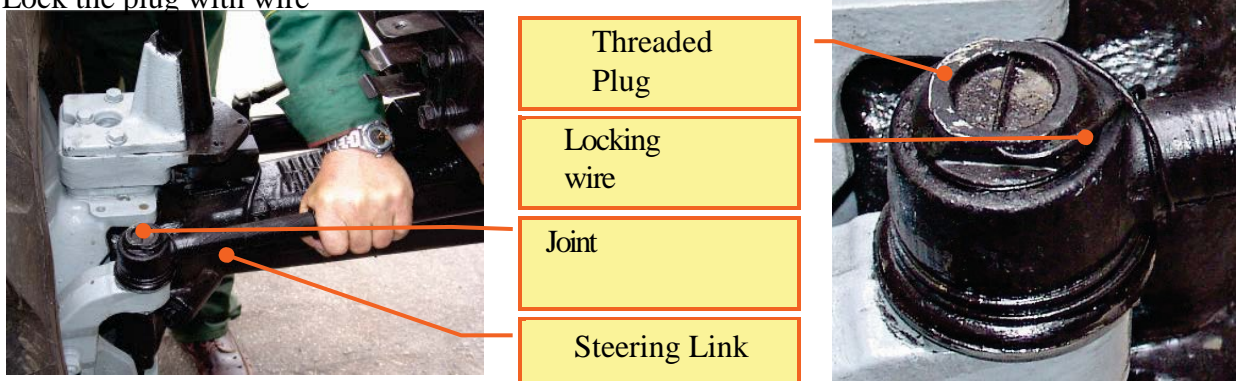 Lock the plug with wire
Threaded
Plug
Locking
wire
Joint
Steering Link